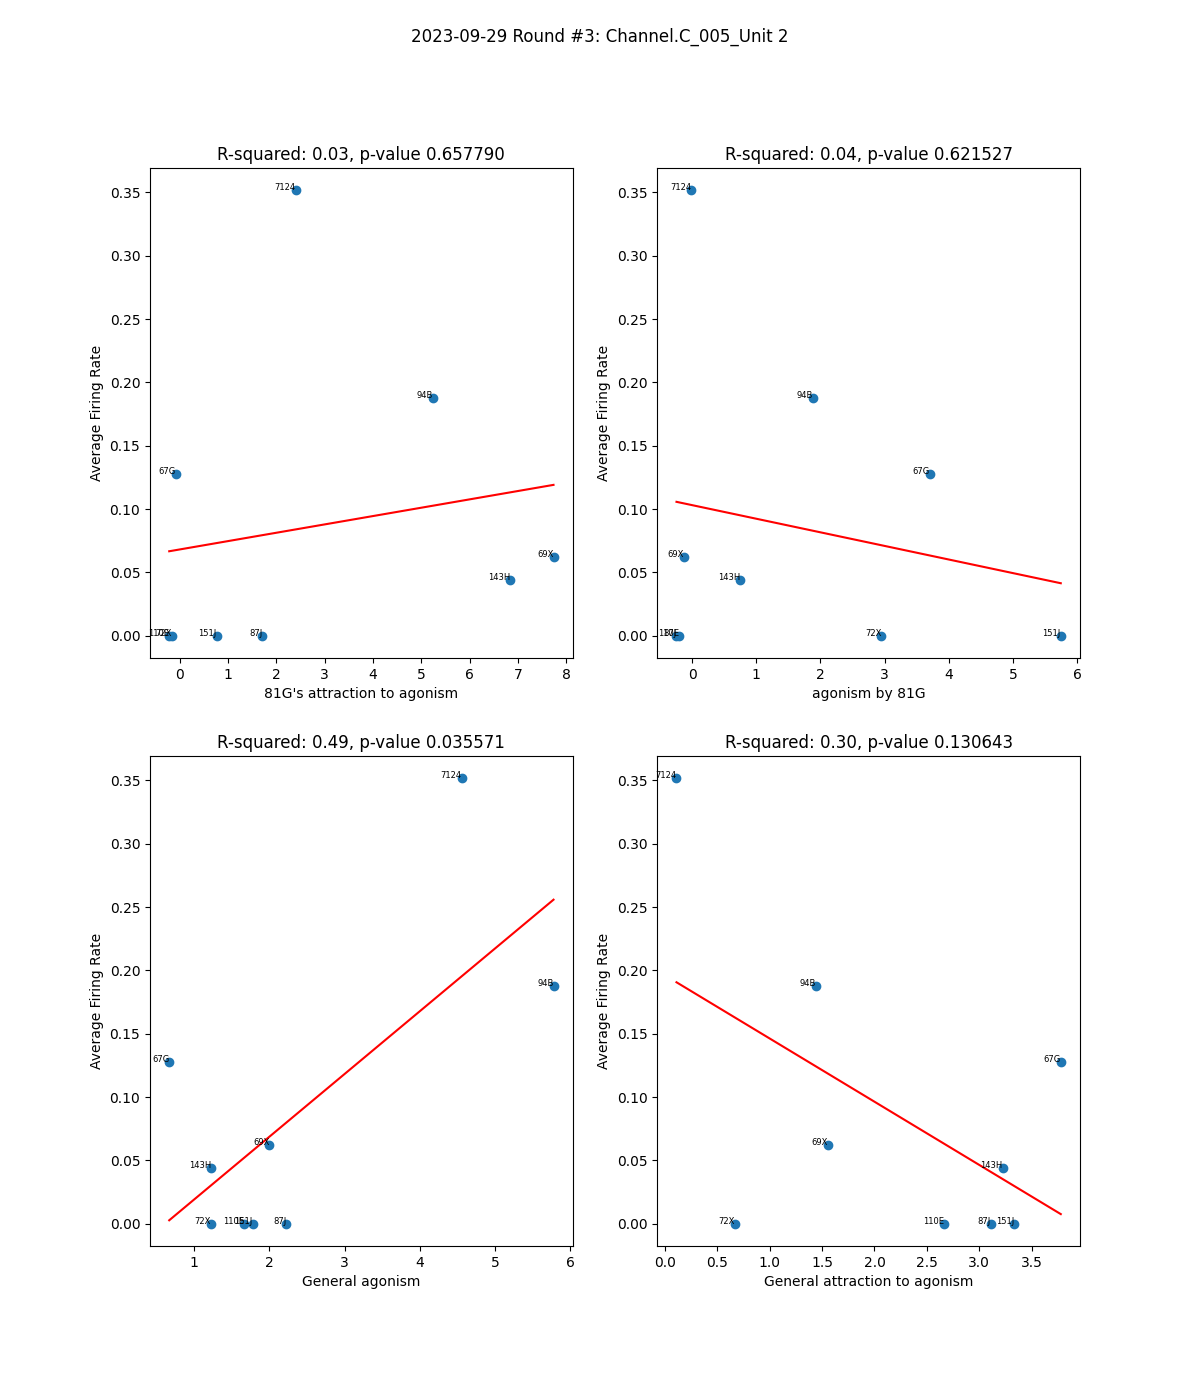 2023-09-29 Round #3: Channel.C_005_Unit 2
R-squared: 0.03, p-value 0.657790
Average Firing Rate
0.35
0.30
0.25
0.20
0.15
0.10
0.05
0.00
7124
94B
67G
69X
143H
72X
151J
87J
0 1 2 3 4 5 6 7 8
81G's attraction to agonism
R-squared: 0.04, p-value 0.621527
Average Firing Rate
0.35
0.30
0.25
0.20
0.15
0.10
0.05
0.00
7124
94B
67G
69X
143H
72X
151J
0 1 2 3 4 5 6
agonism by 81G
R-squared: 0.49, p-value 0.035571
Average Firing Rate
0.35
0.30
0.25
0.20
0.15
0.10
0.05
0.00
7124
94B
67G
69X
143H
72X
110E
151J
87J
1 2 3 4 5 6
General agonism
R-squared: 0.30, p-value 0.130643
Average Firing Rate
0.35
0.30
0.25
0.20
0.15
0.10
0.05
0.00
7124
94B
67G
69X
143H
72X
110E
87J
151J
0.0 0.5 1.0 1.5 2.0 2.5 3.0 3.5
General attraction to agonism